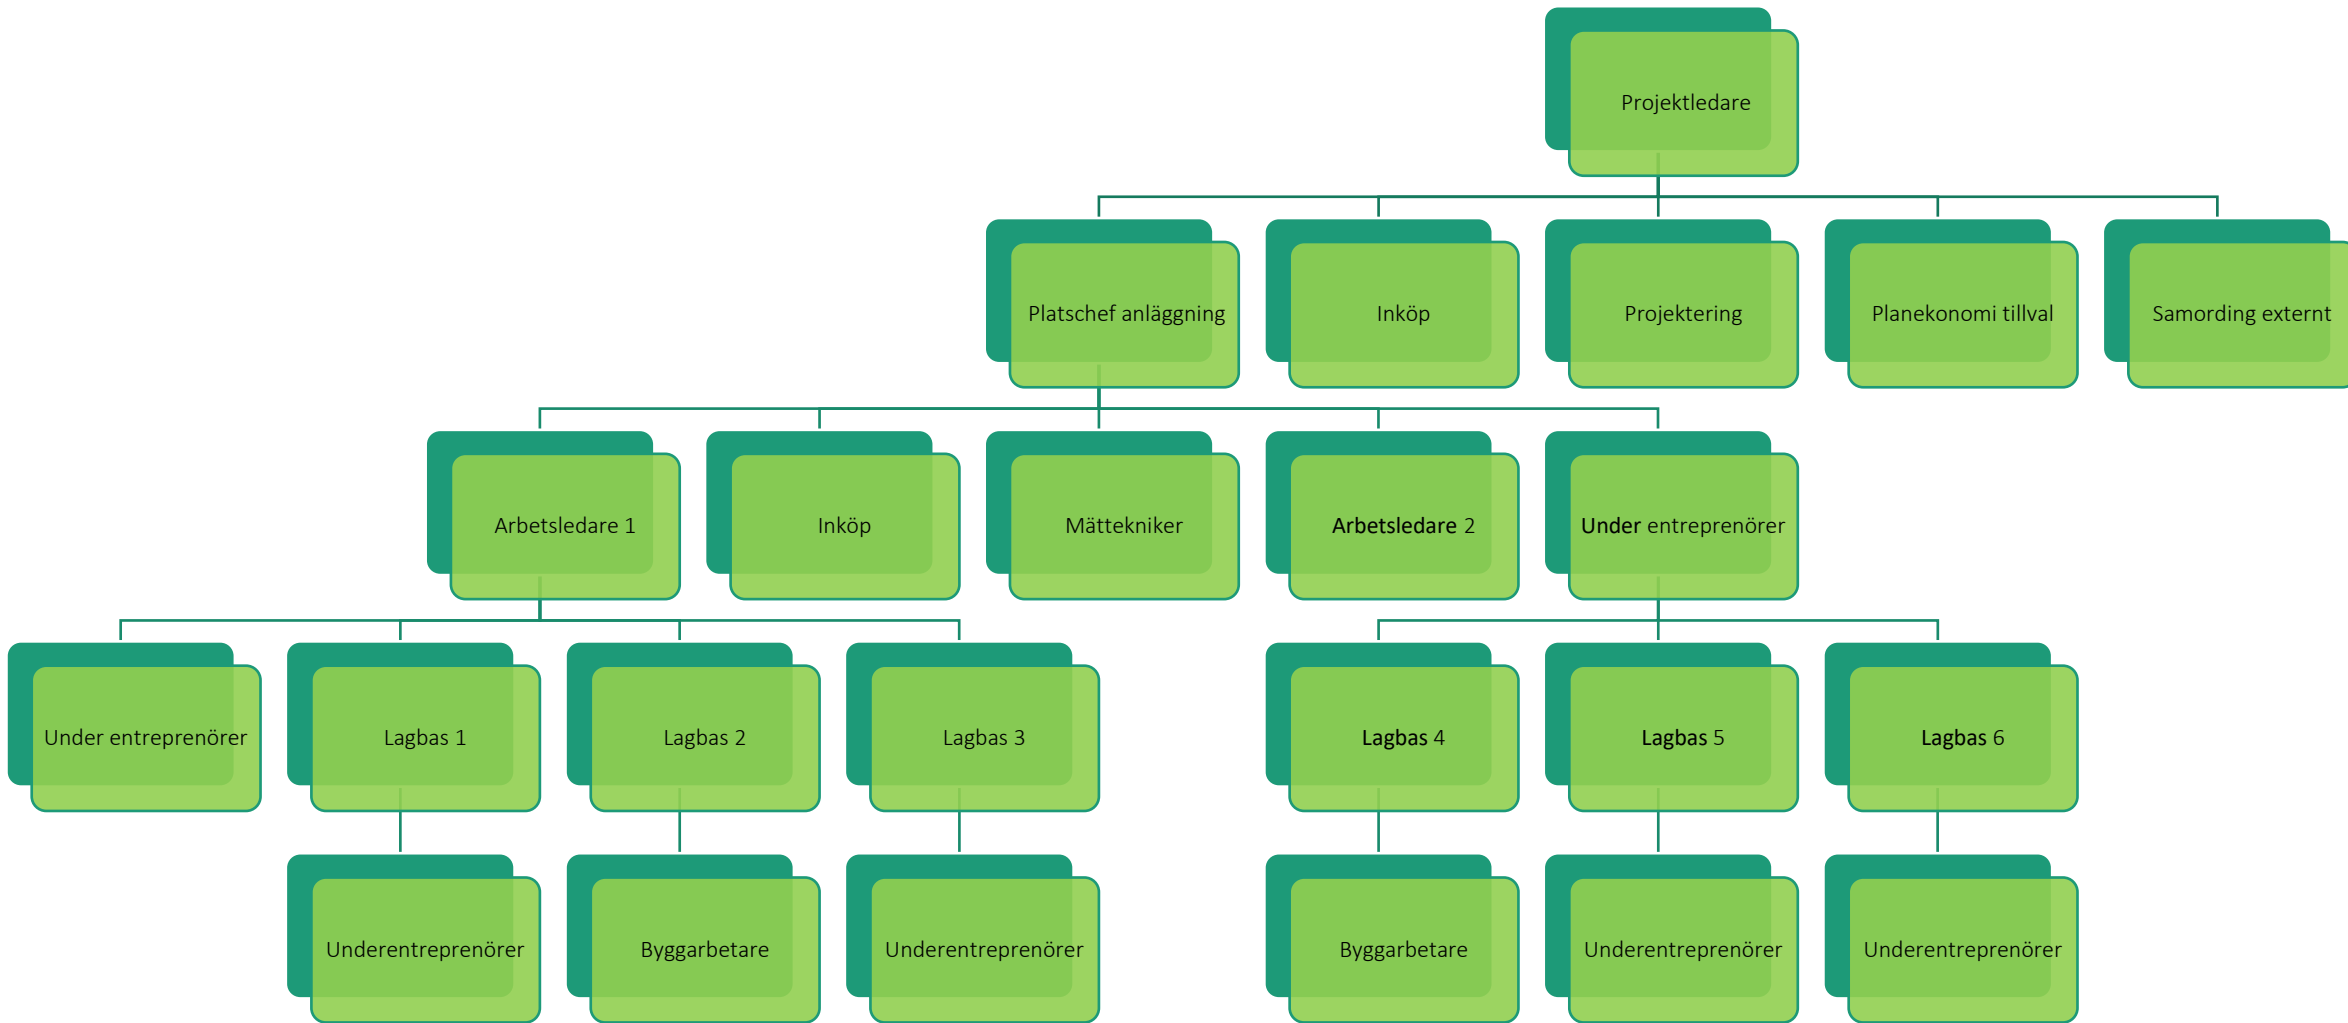 Projektledare
Platschef anläggning
Inköp
Projektering
Planekonomi tillval
Samording externt
Arbetsledare 1
Inköp
Mättekniker
Arbetsledare 2
Under entreprenörer
Under entreprenörer
Lagbas 1
Lagbas 2
Lagbas 3
Lagbas 4
Lagbas 5
Lagbas 6
Underentreprenörer
Byggarbetare
Underentreprenörer
Byggarbetare
Underentreprenörer
Underentreprenörer